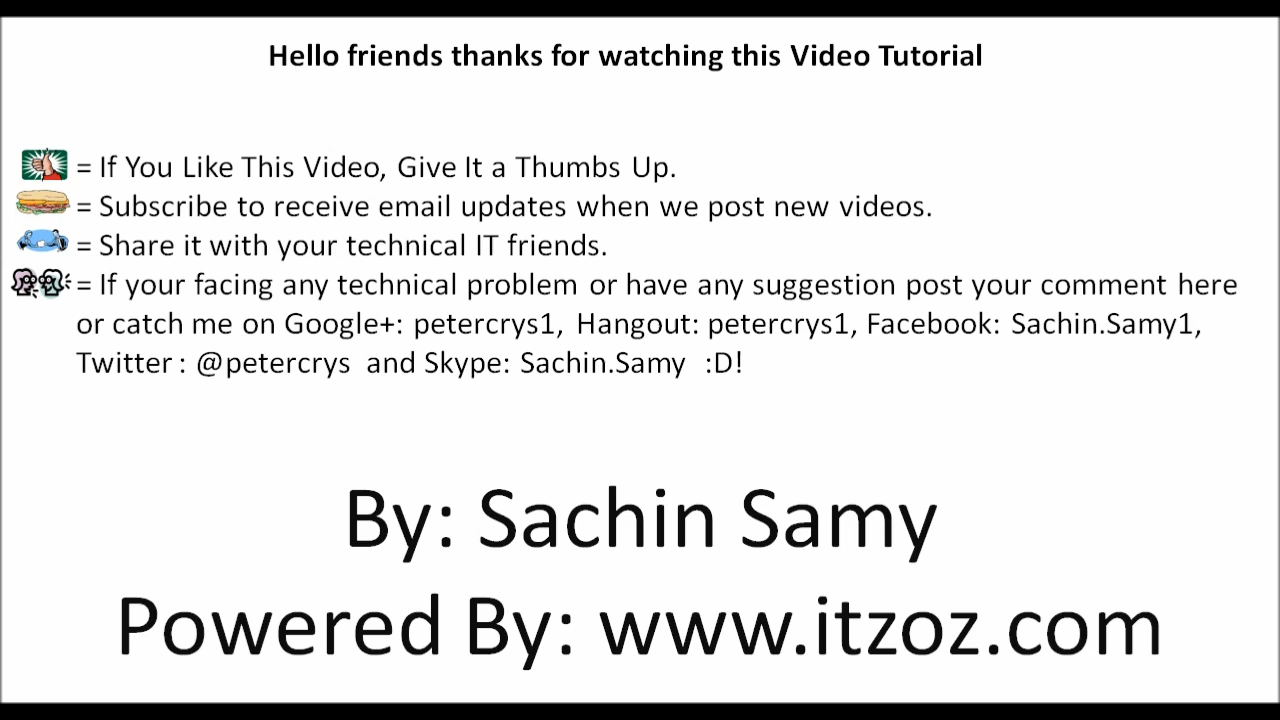 Hello friends thanks for watching this Video Tutorial
= If You Like This Video, Give It a Thumbs Up.
= Subscribe to receive email updates when we post new videos.
= Share it with your technical IT friends.
= If your facing any technical problem or have any suggestion post your comment here
or catch me on Google+: petercrys1, Hangout: petercrys1, Facebook: Sachin.Samy1,
Twitter : @petercrys and Skype: Sachin.Samy :D!
By: Sachin Samy
Powered By: www.itzoz.com